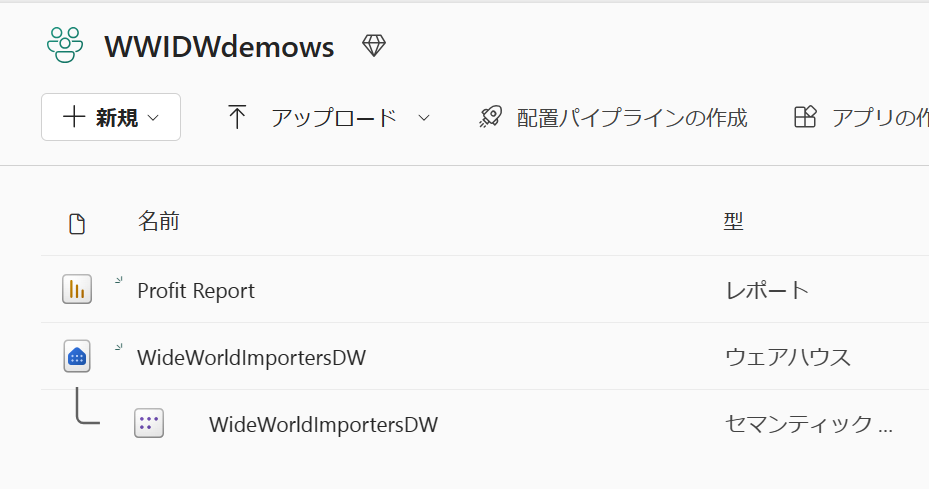 WWIDWdemows
新規 アップロード 配置パイプラインの作成 アプリの作
名前 型
Profit Report レポート
WideWorldImportersDW ウェアハウス
WideWorldImportersDW セマンティック ...